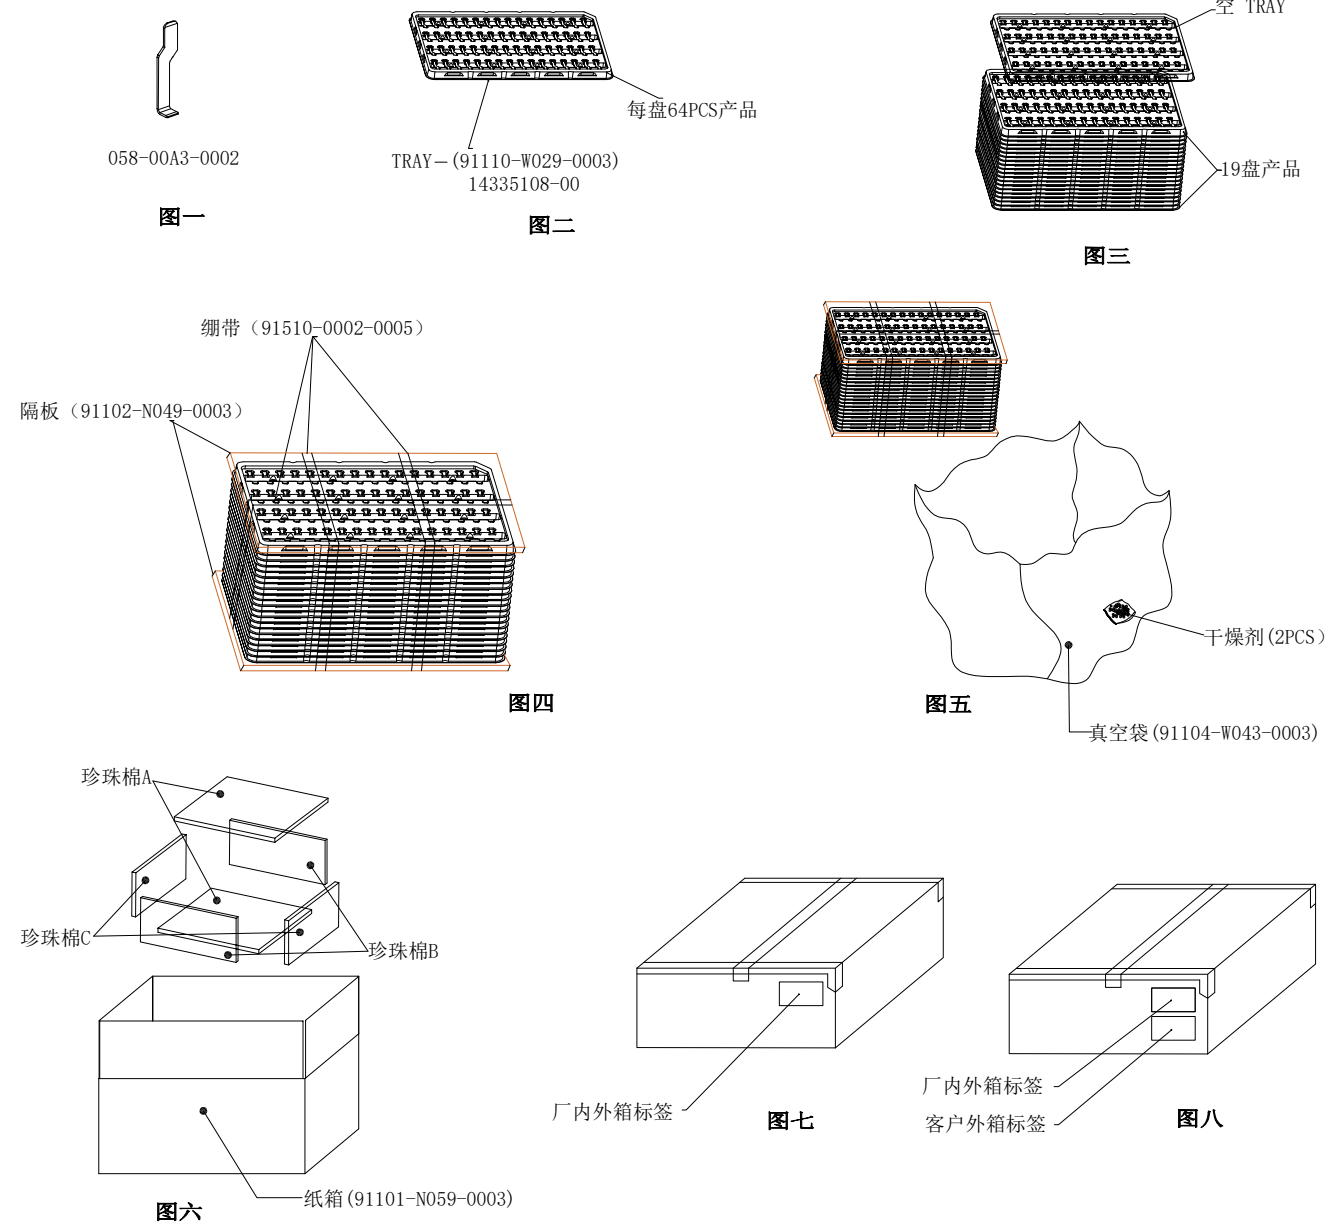 空 TRAY
每盘64PCS产品
058-00A3-0002
TRAY—(91110-W029-0003)
14335108-00
19盘产品
图一
图二
图三
绷带（91510-0002-0005）
隔板（91102-N049-0003）
干燥剂(2PCS）
图四
图五
真空袋(91104-W043-0003)
珍珠棉A
珍珠棉C
珍珠棉B
厂内外箱标签
厂内外箱标签
客户外箱标签
图七
图八
纸箱(91101-N059-0003)
图六